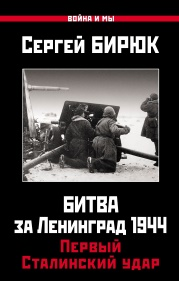 ВОЙНА И МЫ
Сергей БИРЮК
БИТВА
за ЛЕНИНГРАД 1944
Первый
Сталинский удар